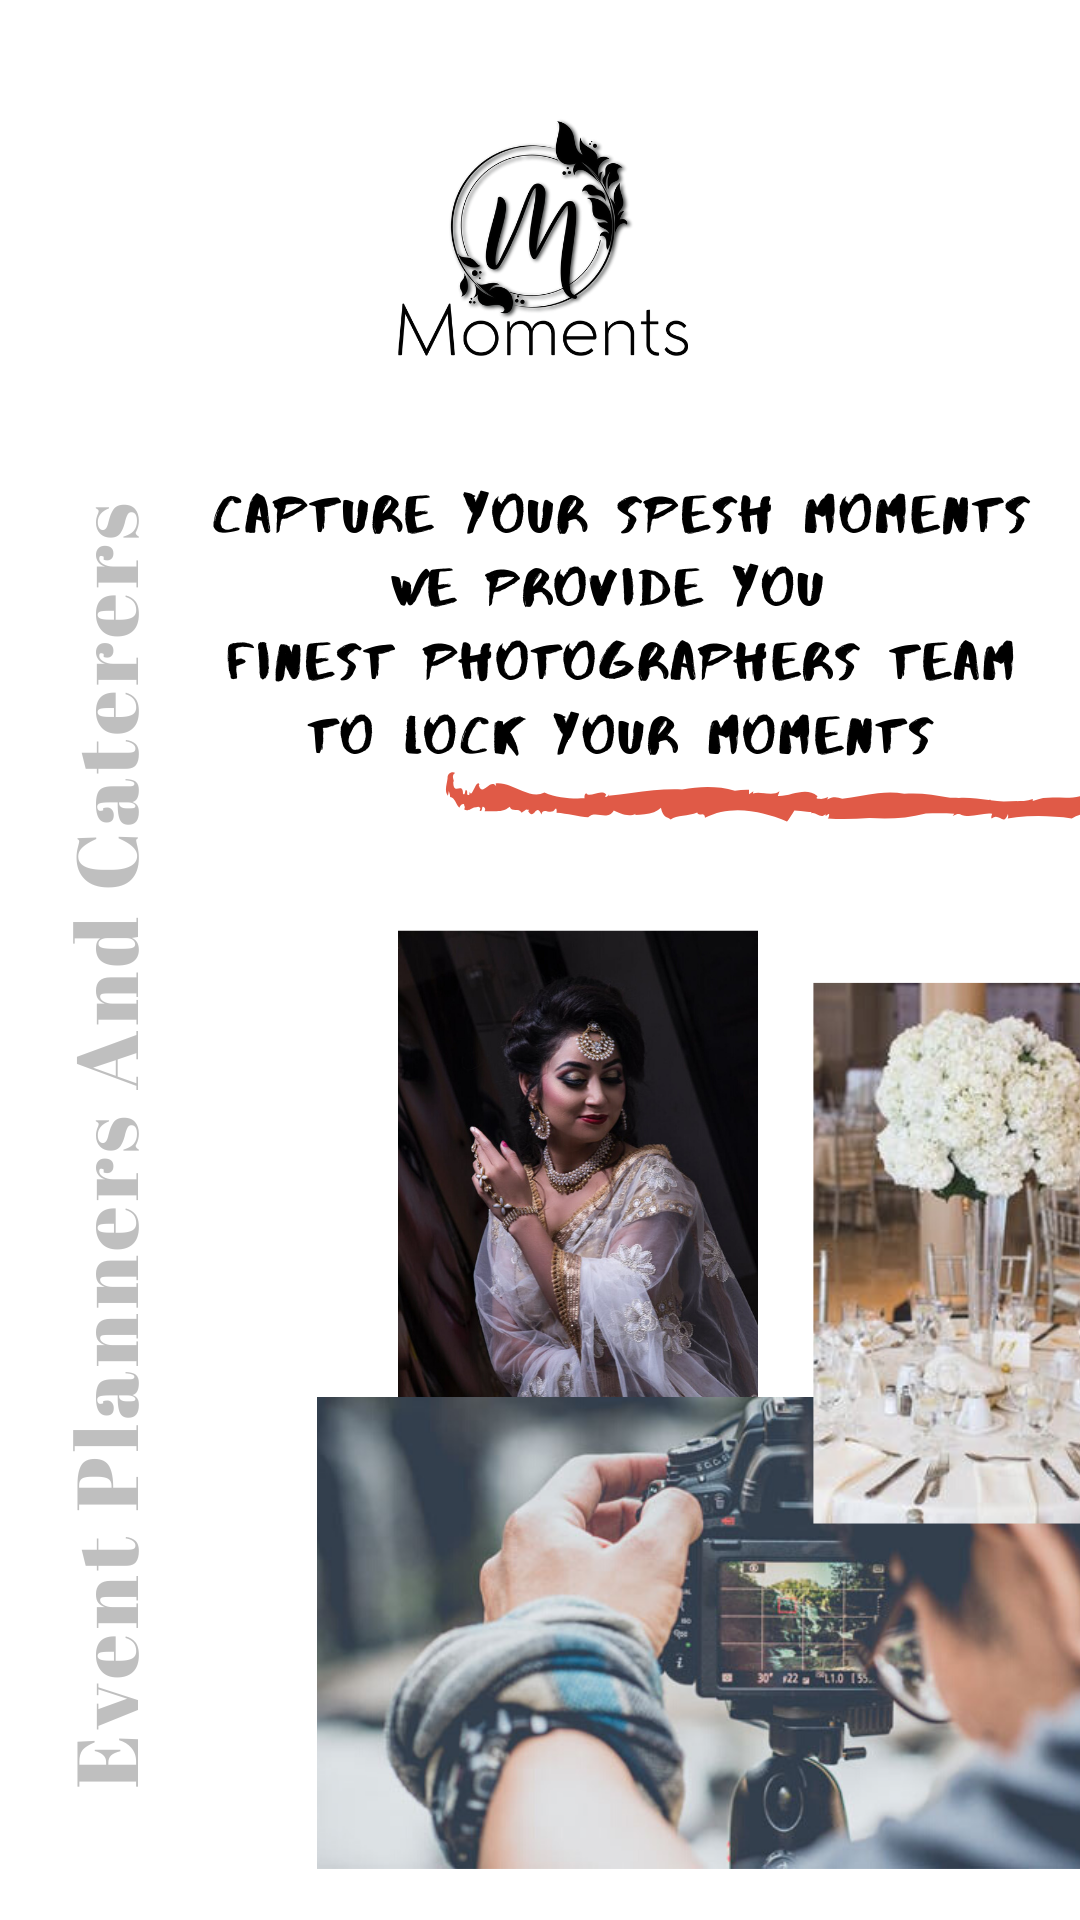 M
Moments
CAPTURE YOUR SPESH MOMENTS
WE PROVIDE YOU
FINEST PHOTOGRAPHERS TEAM
TO LOCK YOUR MOMENTS
Event Planners And Caterers
30" F22 L1.0